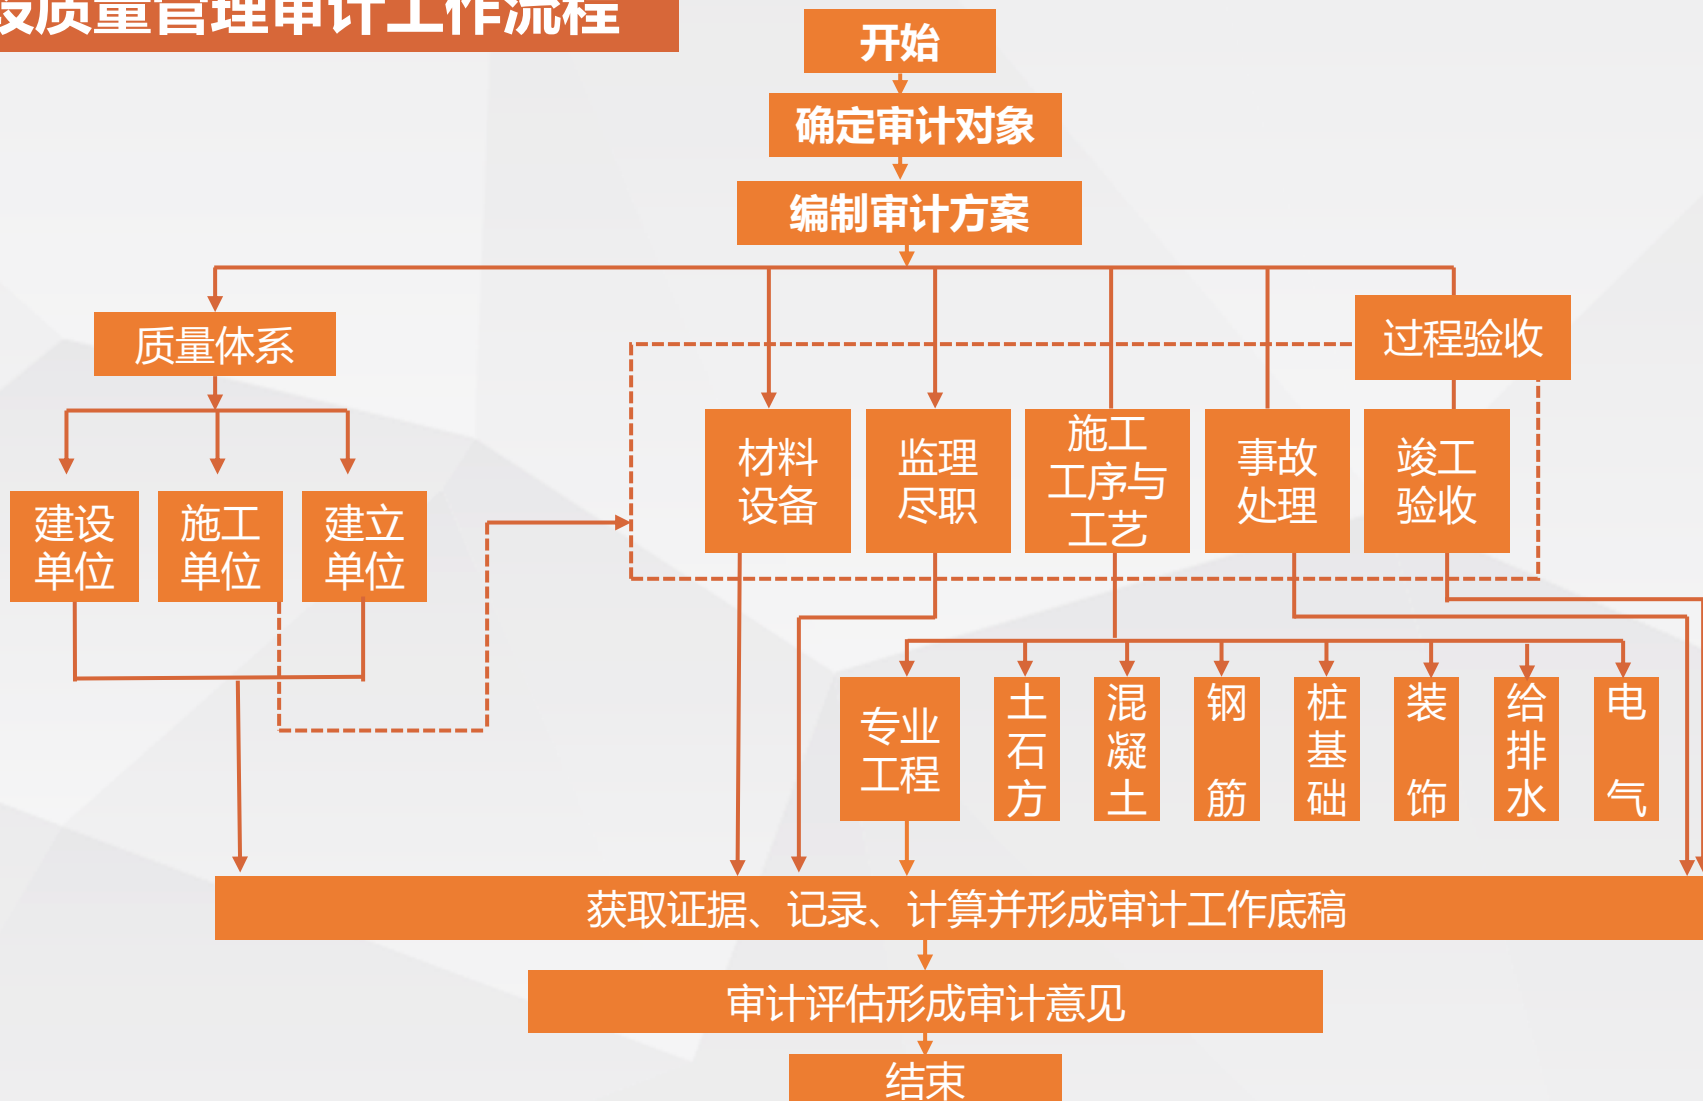 设质量管理审计工作流程
开始
确定审计对象
编制审计方案
质量体系
过程验收
材料
设备
监理
尽职
施工
工序与
工艺
事故
处理
竣工
验收
建设
单位
施工
单位
建立
单位
专业
工程
土
石
方
混
凝
土
钢
筋
桩
基
础
装
饰
给
排
水
电
气
获取证据、记录、计算并形成审计工作底稿
审计评估形成审计意见
结束